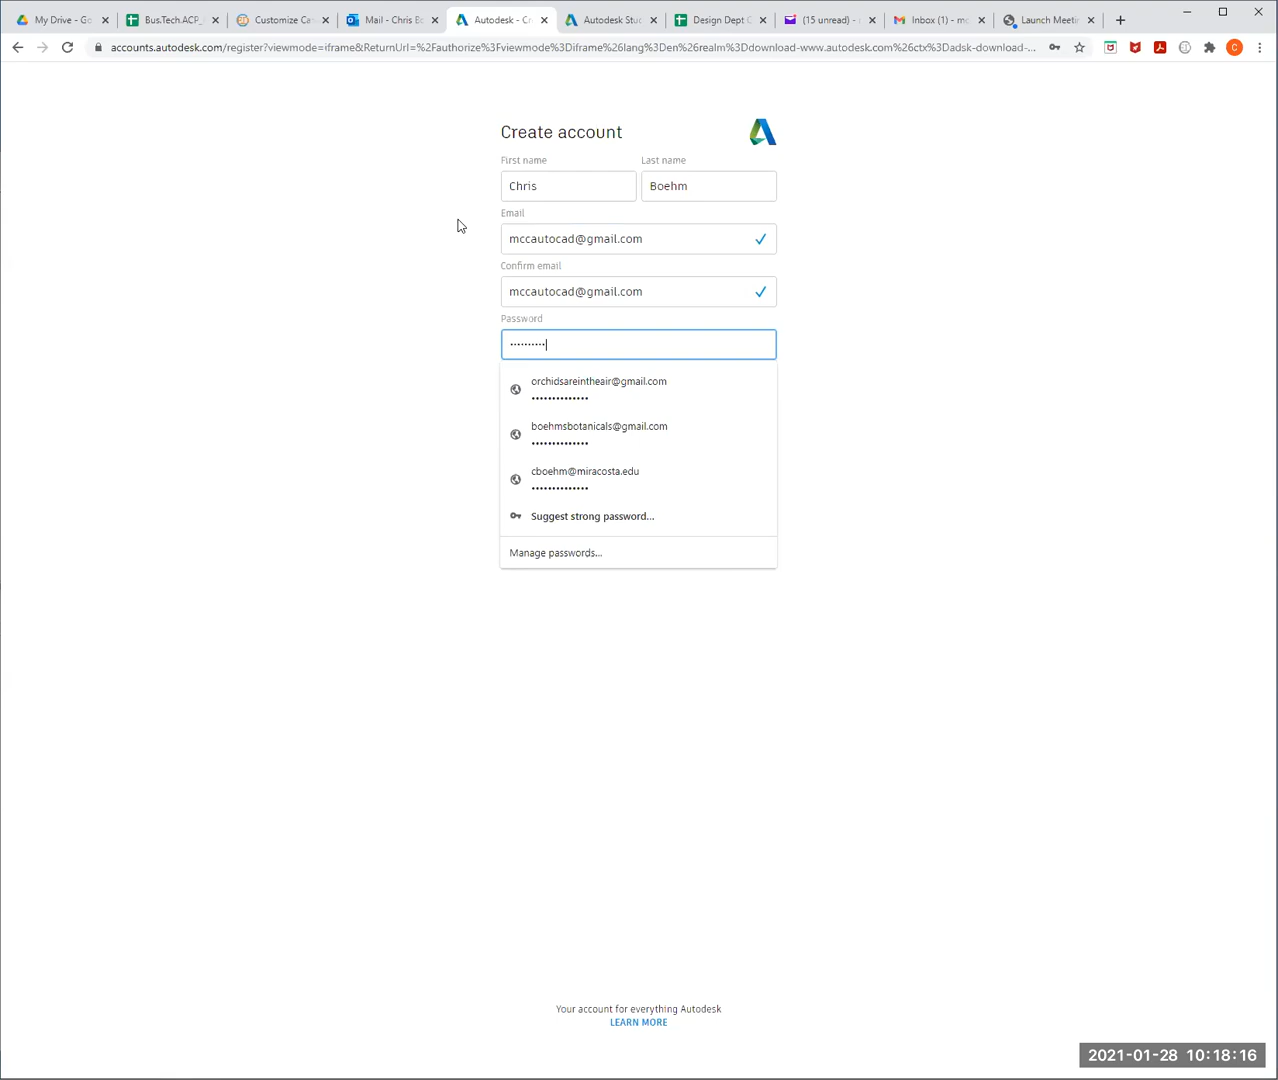 My Drive - Go
Bus.Tech.ACP_
Customize Ca
Mail - Chris Bo
Autodesk - Cr
Autodesk Stu
Design Dept C
(15 unread) -
Inbox (1) - mc
Launch Meeti
accounts.autodesk.com/register?viewmode=iframe&ReturnUrl=%2Fauthorize%3Fviewmode%3Diframe%26lang%3Den%26realm%3Ddownload-www.autodesk.com%26ctx%3Dadsk-download-...
C
Create account
First name
Last name
Chris
Boehm
Email
mccautocad@gmail.com
Confirm email
mccautocad@gmail.com
Password
••••••••••
orchidsareintheair@gmail.com
••••••••••••••
boehmsbotanicals@gmail.com
••••••••••••••
cboehm@miracosta.edu
••••••••••••••
Suggest strong password...
Manage passwords...
Your account for everything Autodesk
LEARN MORE
2021-01-28 10:18:16